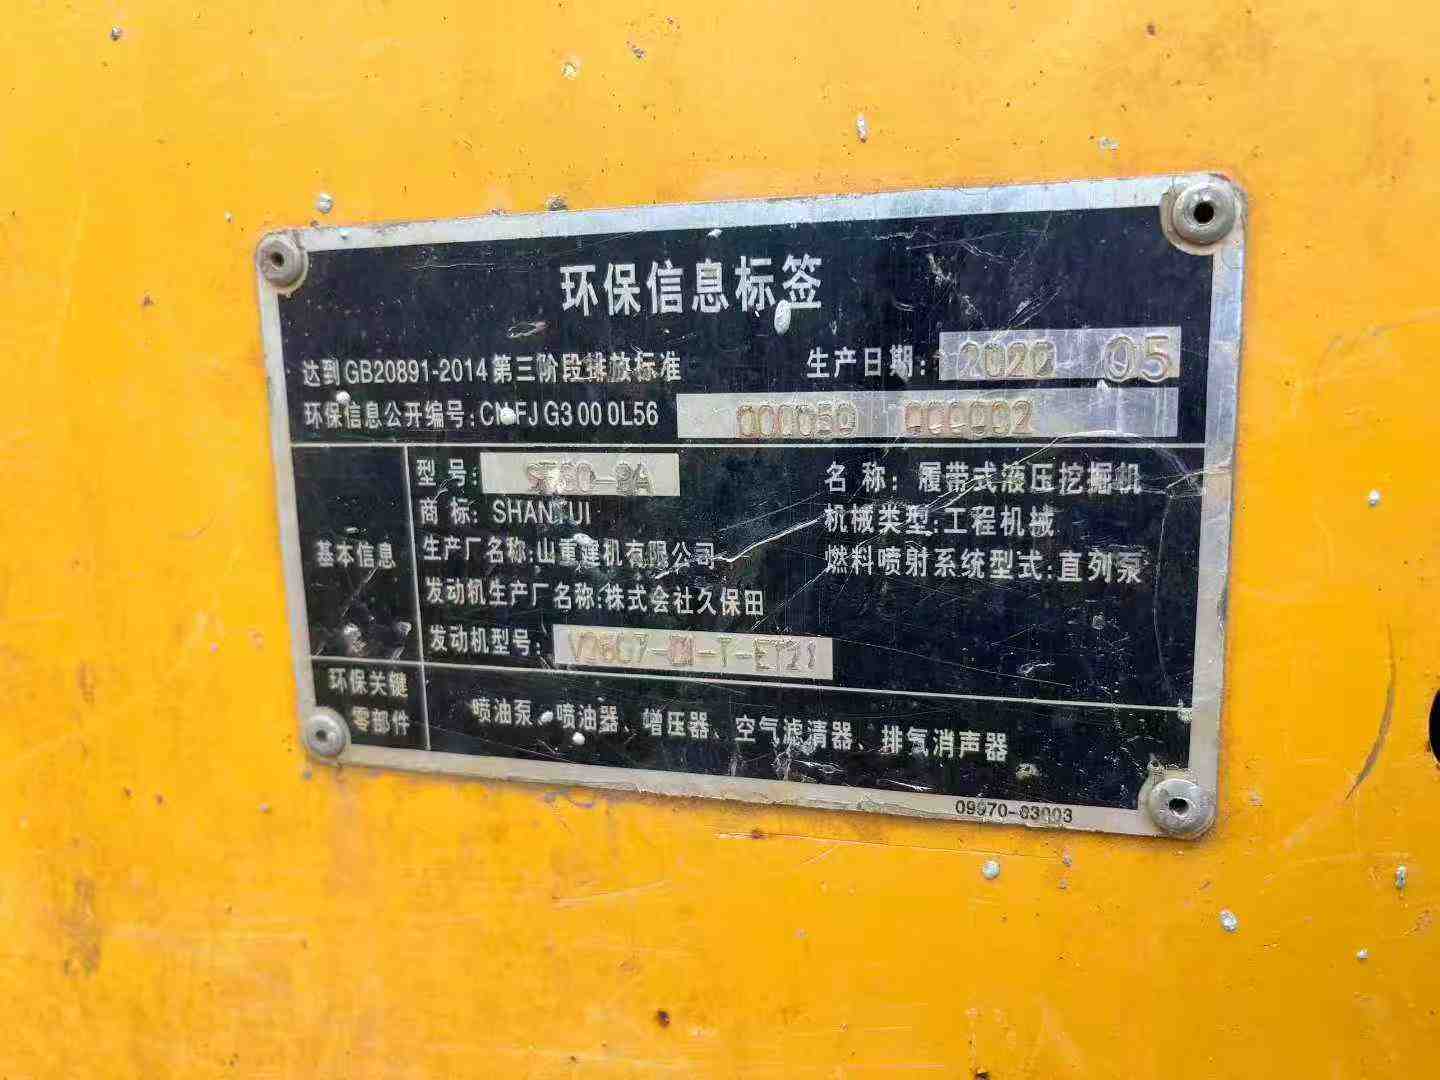 环保信息标签
达到GB20891-2014第三阶段排放标准 生产日期: 2020 05
环保信息公开编号: CN FJ G3 00 0L56 000050 000002
基本信息
型 号:
商 标: SHANTUI
生产厂名称:山重建机有限公司
发动机生产厂名称:株式会社久保田
发动机型号: V2607-DI-T-ET21
名 称: 履带式液压挖掘机
机械类型:工程机械
燃料喷射系统型式:直列泵
环保关键
零部件
喷油泵、喷油器、增压器、空气滤清器、排气消声器
09970-03003